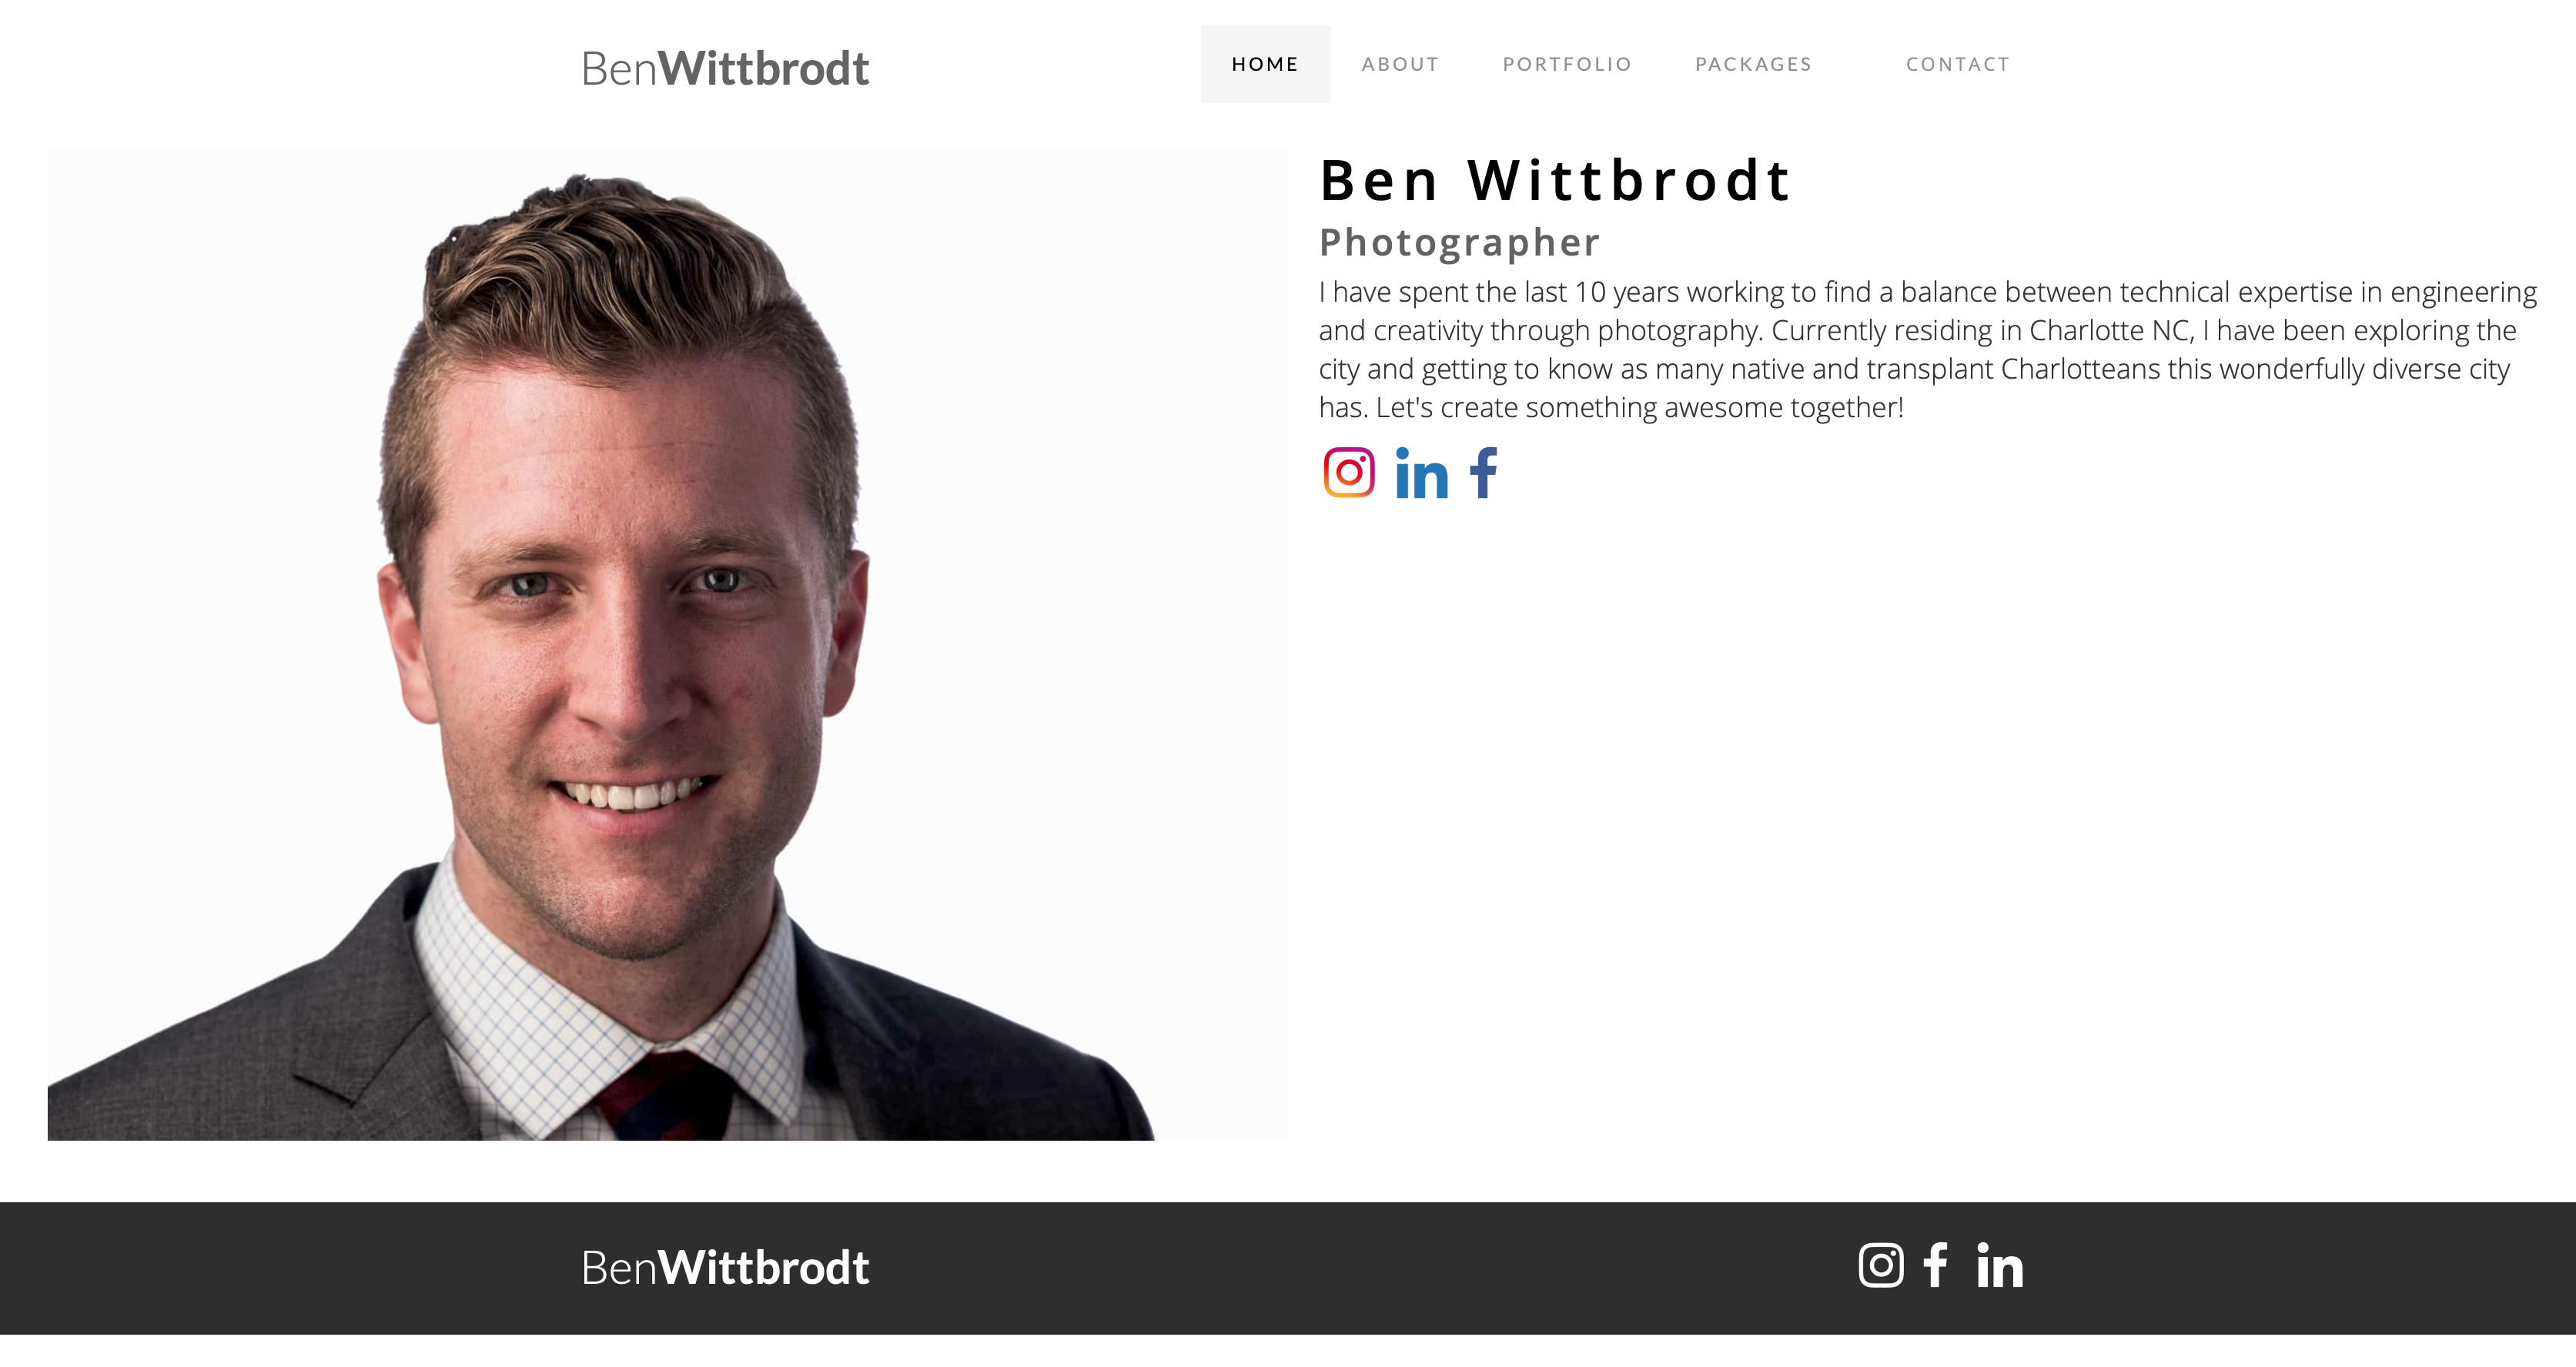 BenWittbrodt
HOME ABOUT PORTFOLIO PACKAGES CONTACT
Ben Wittbrodt
Photographer
I have spent the last 10 years working to find a balance between technical expertise in engineering
and creativity through photography. Currently residing in Charlotte NC, I have been exploring the
city and getting to know as many native and transplant Charlotteans this wonderfully diverse city
has. Let's create something awesome together!
BenWittbrodt